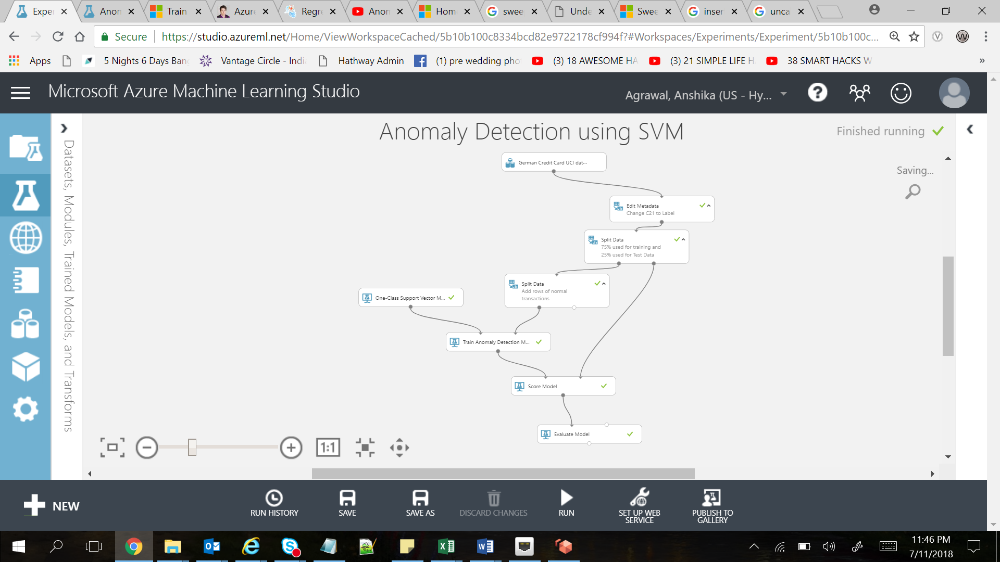 Exper
Anon
Train
Azure
Regre
Anon
Home
swee
Unde
Swee
inser
unca
Secure
https://studio.azureml.net/Home/ViewWorkspaceCached/5b10b100c8334bcd82e9722178cf994f?#Workspaces/Experiments/Experiment/5b10b100c...
Apps
5 Nights 6 Days Ban
Vantage Circle - Indi
Hathway Admin
(1) pre wedding pho
(3) 18 AWESOME HA
(3) 21 SIMPLE LIFE H
38 SMART HACKS W
»
Microsoft Azure Machine Learning Studio
Agrawal, Anshika (US - Hy...
Datasets, Modules, Trained Models, and Transforms
Anomaly Detection using SVM
Finished running
Saving...
German Credit Card UCI dat...
Edit Metadata
Change C21 to Label
Split Data
75% used for training and
25% used for Test Data
Split Data
Add rows of normal
transactions
One-Class Support Vector M...
Train Anomaly Detection M...
Score Model
Evaluate Model
1:1
NEW
RUN HISTORY
SAVE
SAVE AS
DISCARD CHANGES
RUN
SET UP WEB
SERVICE
PUBLISH TO
GALLERY
11:46 PM
7/11/2018